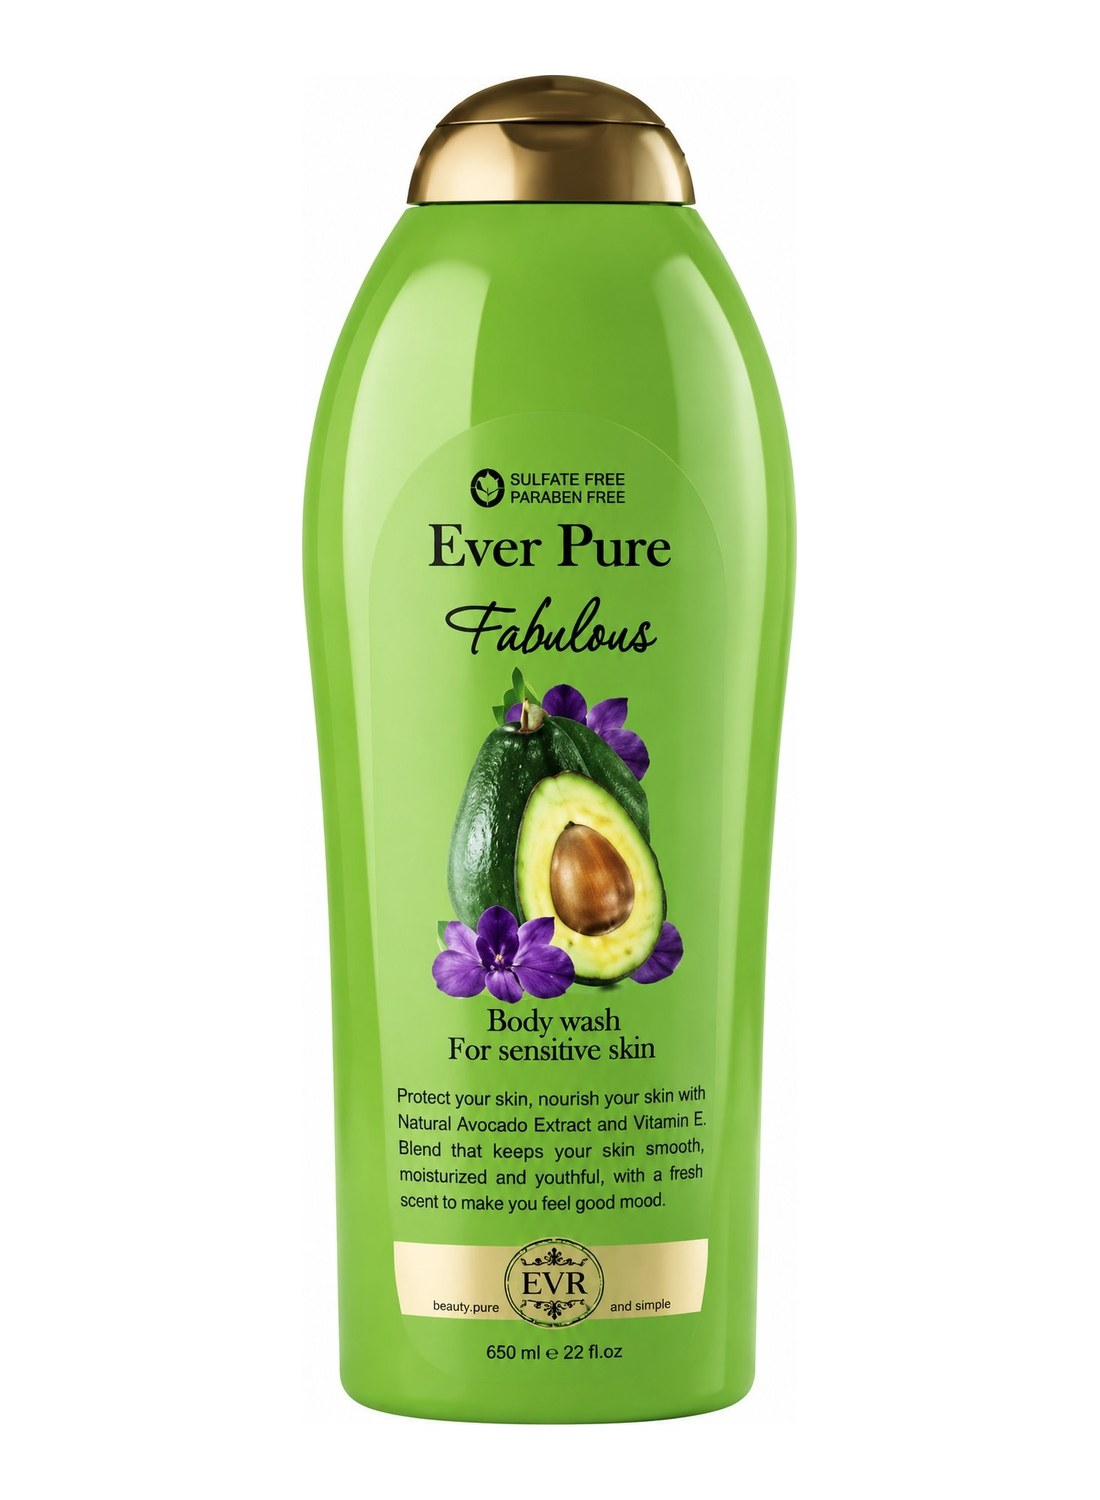 SULFATE FREE
PARABEN FREE
Ever Pure
Fabulous
Body wash
For sensitive skin
Protect your skin, nourish your skin with
Natural Avocado Extract and Vitamin E.
Blend that keeps your skin smooth,
moisturized and youthful, with a fresh
scent to make you feel good mood.
EVR
beauty.pure and simple
650 ml ℮ 22 fl.oz